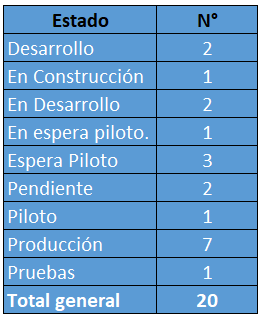 Estado N°
Desarrollo 2
En Construcción 1
En Desarrollo 2
En espera piloto. 1
Espera Piloto 3
Pendiente 2
Piloto 1
Producción 7
Pruebas 1
Total general 20